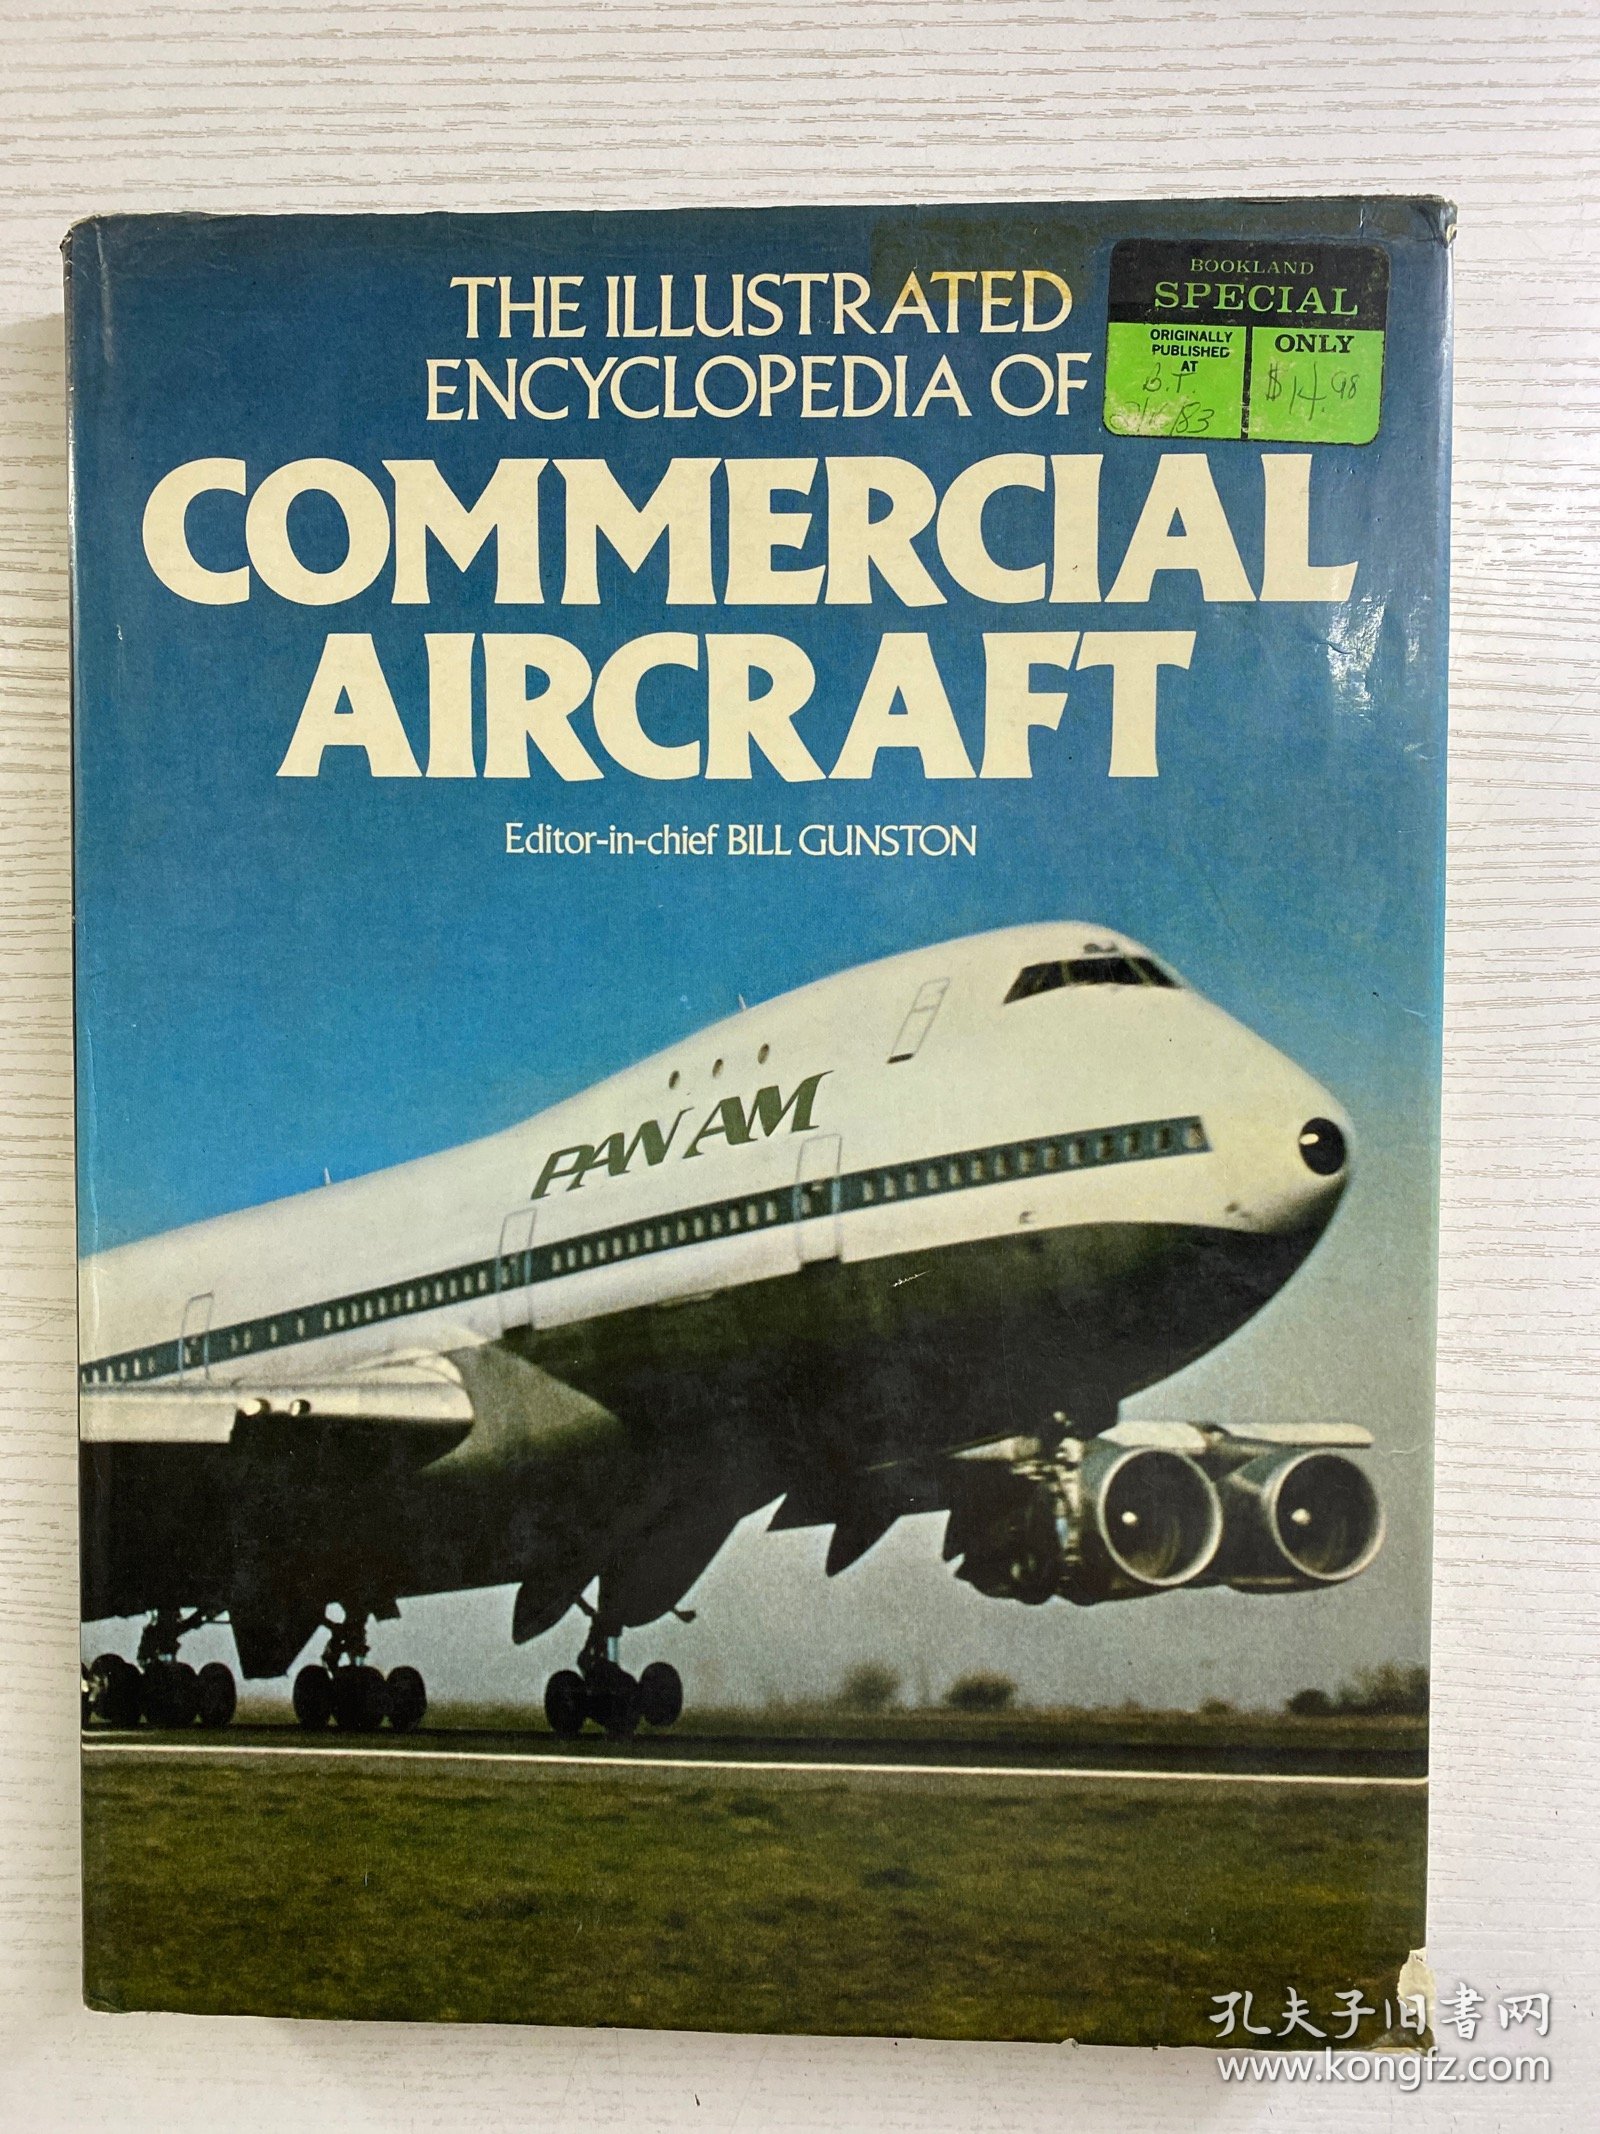 THE ILLUSTRATED
ENCYCLOPEDIA OF
COMMERCIAL
AIRCRAFT
Editor-in-chief BILL GUNSTON
BOOKLAND
SPECIAL
ORIGINALLY
PUBLISHED
AT
B.T.
ONLY
$14.98
PAN AM
孔夫子旧书网
www.kongfz.com